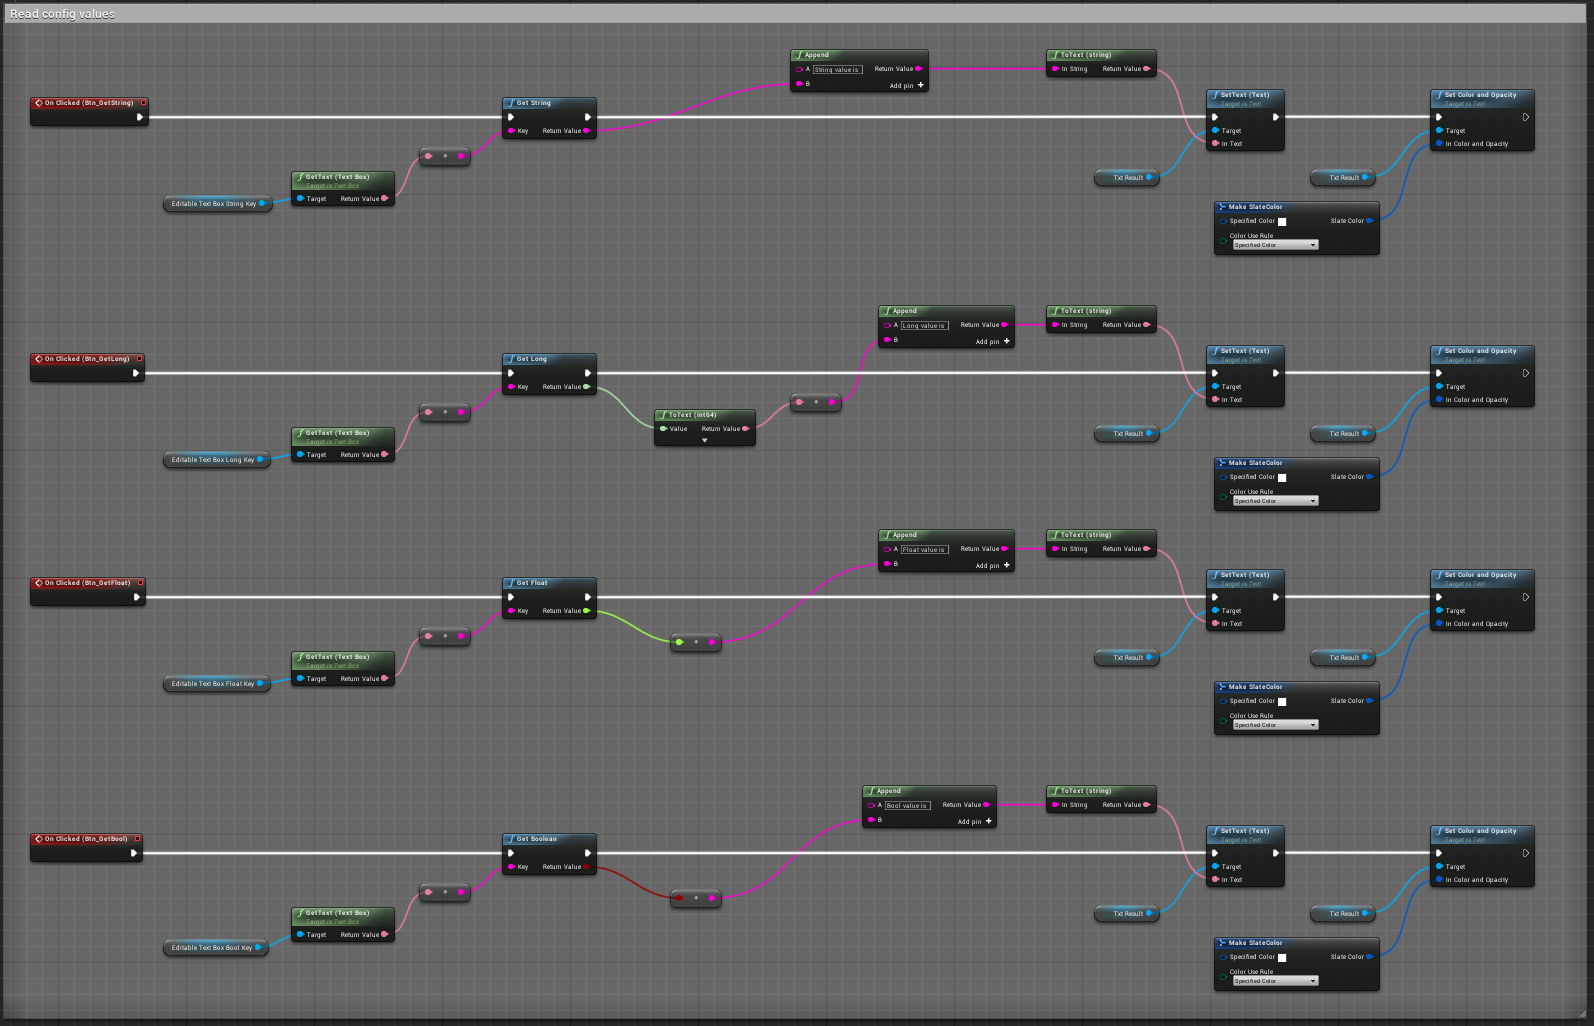 Read config values
Append
A String value is Return Value
B Add pin
ToText (string)
In String Return Value
On Clicked (Btn_GetString)
Get String
Key Return Value
SetText (Text)
Target is Text
Target
In Text
Set Color and Opacity
Target is Text
Target
In Color and Opacity
GetText (Text Box)
Target is Text Box
Target Return Value
Editable Text Box String Key
Txt Result
Txt Result
Make SlateColor
Specified Color Slate Color
Color Use Rule
Specified Color
Append
A Long value is Return Value
B Add pin
ToText (string)
In String Return Value
On Clicked (Btn_GetLong)
Get Long
Key Return Value
SetText (Text)
Target is Text
Target
In Text
Set Color and Opacity
Target is Text
Target
In Color and Opacity
ToText (int64)
Value Return Value
GetText (Text Box)
Target is Text Box
Target Return Value
Editable Text Box Long Key
Txt Result
Txt Result
Make SlateColor
Specified Color Slate Color
Color Use Rule
Specified Color
Append
A Float value is Return Value
B Add pin
ToText (string)
In String Return Value
On Clicked (Btn_GetFloat)
Get Float
Key Return Value
SetText (Text)
Target is Text
Target
In Text
Set Color and Opacity
Target is Text
Target
In Color and Opacity
GetText (Text Box)
Target is Text Box
Target Return Value
Editable Text Box Float Key
Txt Result
Txt Result
Make SlateColor
Specified Color Slate Color
Color Use Rule
Specified Color
Append
A Bool value is Return Value
B Add pin
ToText (string)
In String Return Value
On Clicked (Btn_GetBool)
Get Boolean
Key Return Value
SetText (Text)
Target is Text
Target
In Text
Set Color and Opacity
Target is Text
Target
In Color and Opacity
GetText (Text Box)
Target is Text Box
Target Return Value
Editable Text Box Bool Key
Txt Result
Txt Result
Make SlateColor
Specified Color Slate Color
Color Use Rule
Specified Color